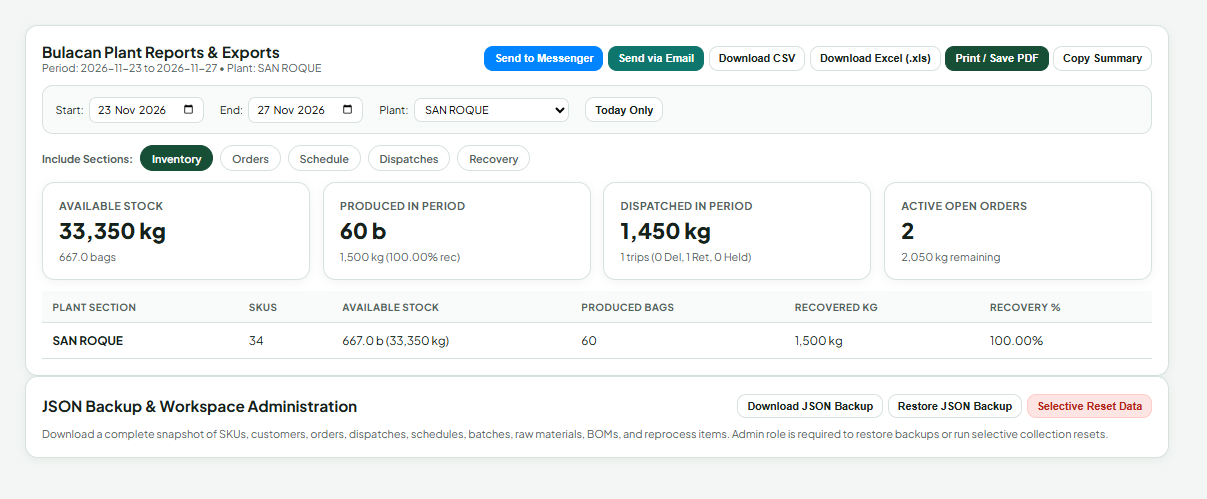 Bulacan Plant Reports & Exports
Period: 2026-11-23 to 2026-11-27 • Plant: SAN ROQUE
Send to Messenger
Send via Email
Download CSV
Download Excel (.xls)
Print / Save PDF
Copy Summary
Start: 23 Nov 2026 End: 27 Nov 2026 Plant: SAN ROQUE Today Only
Include Sections: Inventory Orders Schedule Dispatches Recovery
AVAILABLE STOCK
33,350 kg
667.0 bags
PRODUCED IN PERIOD
60 b
1,500 kg (100.00% rec)
DISPATCHED IN PERIOD
1,450 kg
1 trips (0 Del, 1 Ret, 0 Held)
ACTIVE OPEN ORDERS
2
2,050 kg remaining
PLANT SECTION SKUS AVAILABLE STOCK PRODUCED BAGS RECOVERED KG RECOVERY %
SAN ROQUE 34 667.0 b (33,350 kg) 60 1,500 kg 100.00%
JSON Backup & Workspace Administration
Download JSON Backup
Restore JSON Backup
Selective Reset Data
Download a complete snapshot of SKUs, customers, orders, dispatches, schedules, batches, raw materials, BOMs, and reprocess items. Admin role is required to restore backups or run selective collection resets.